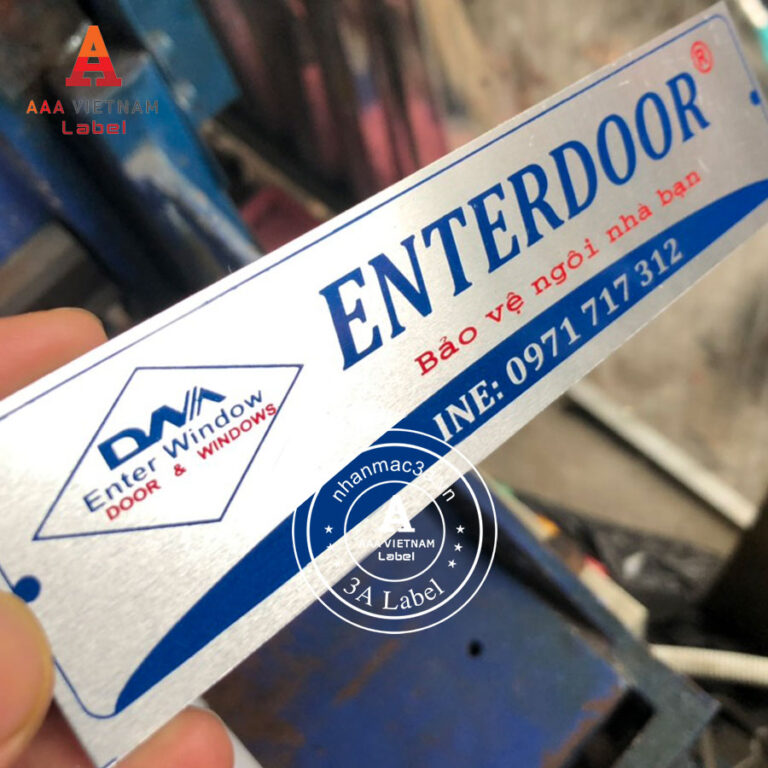 A
AAA VIETNAM
Label
ENTERDOOR®
Bảo vệ ngôi nhà bạn
INE: 0971 717 312
Enter Window
DOOR & WINDOWS
A
AAA VIETNAM
Label
3A Label